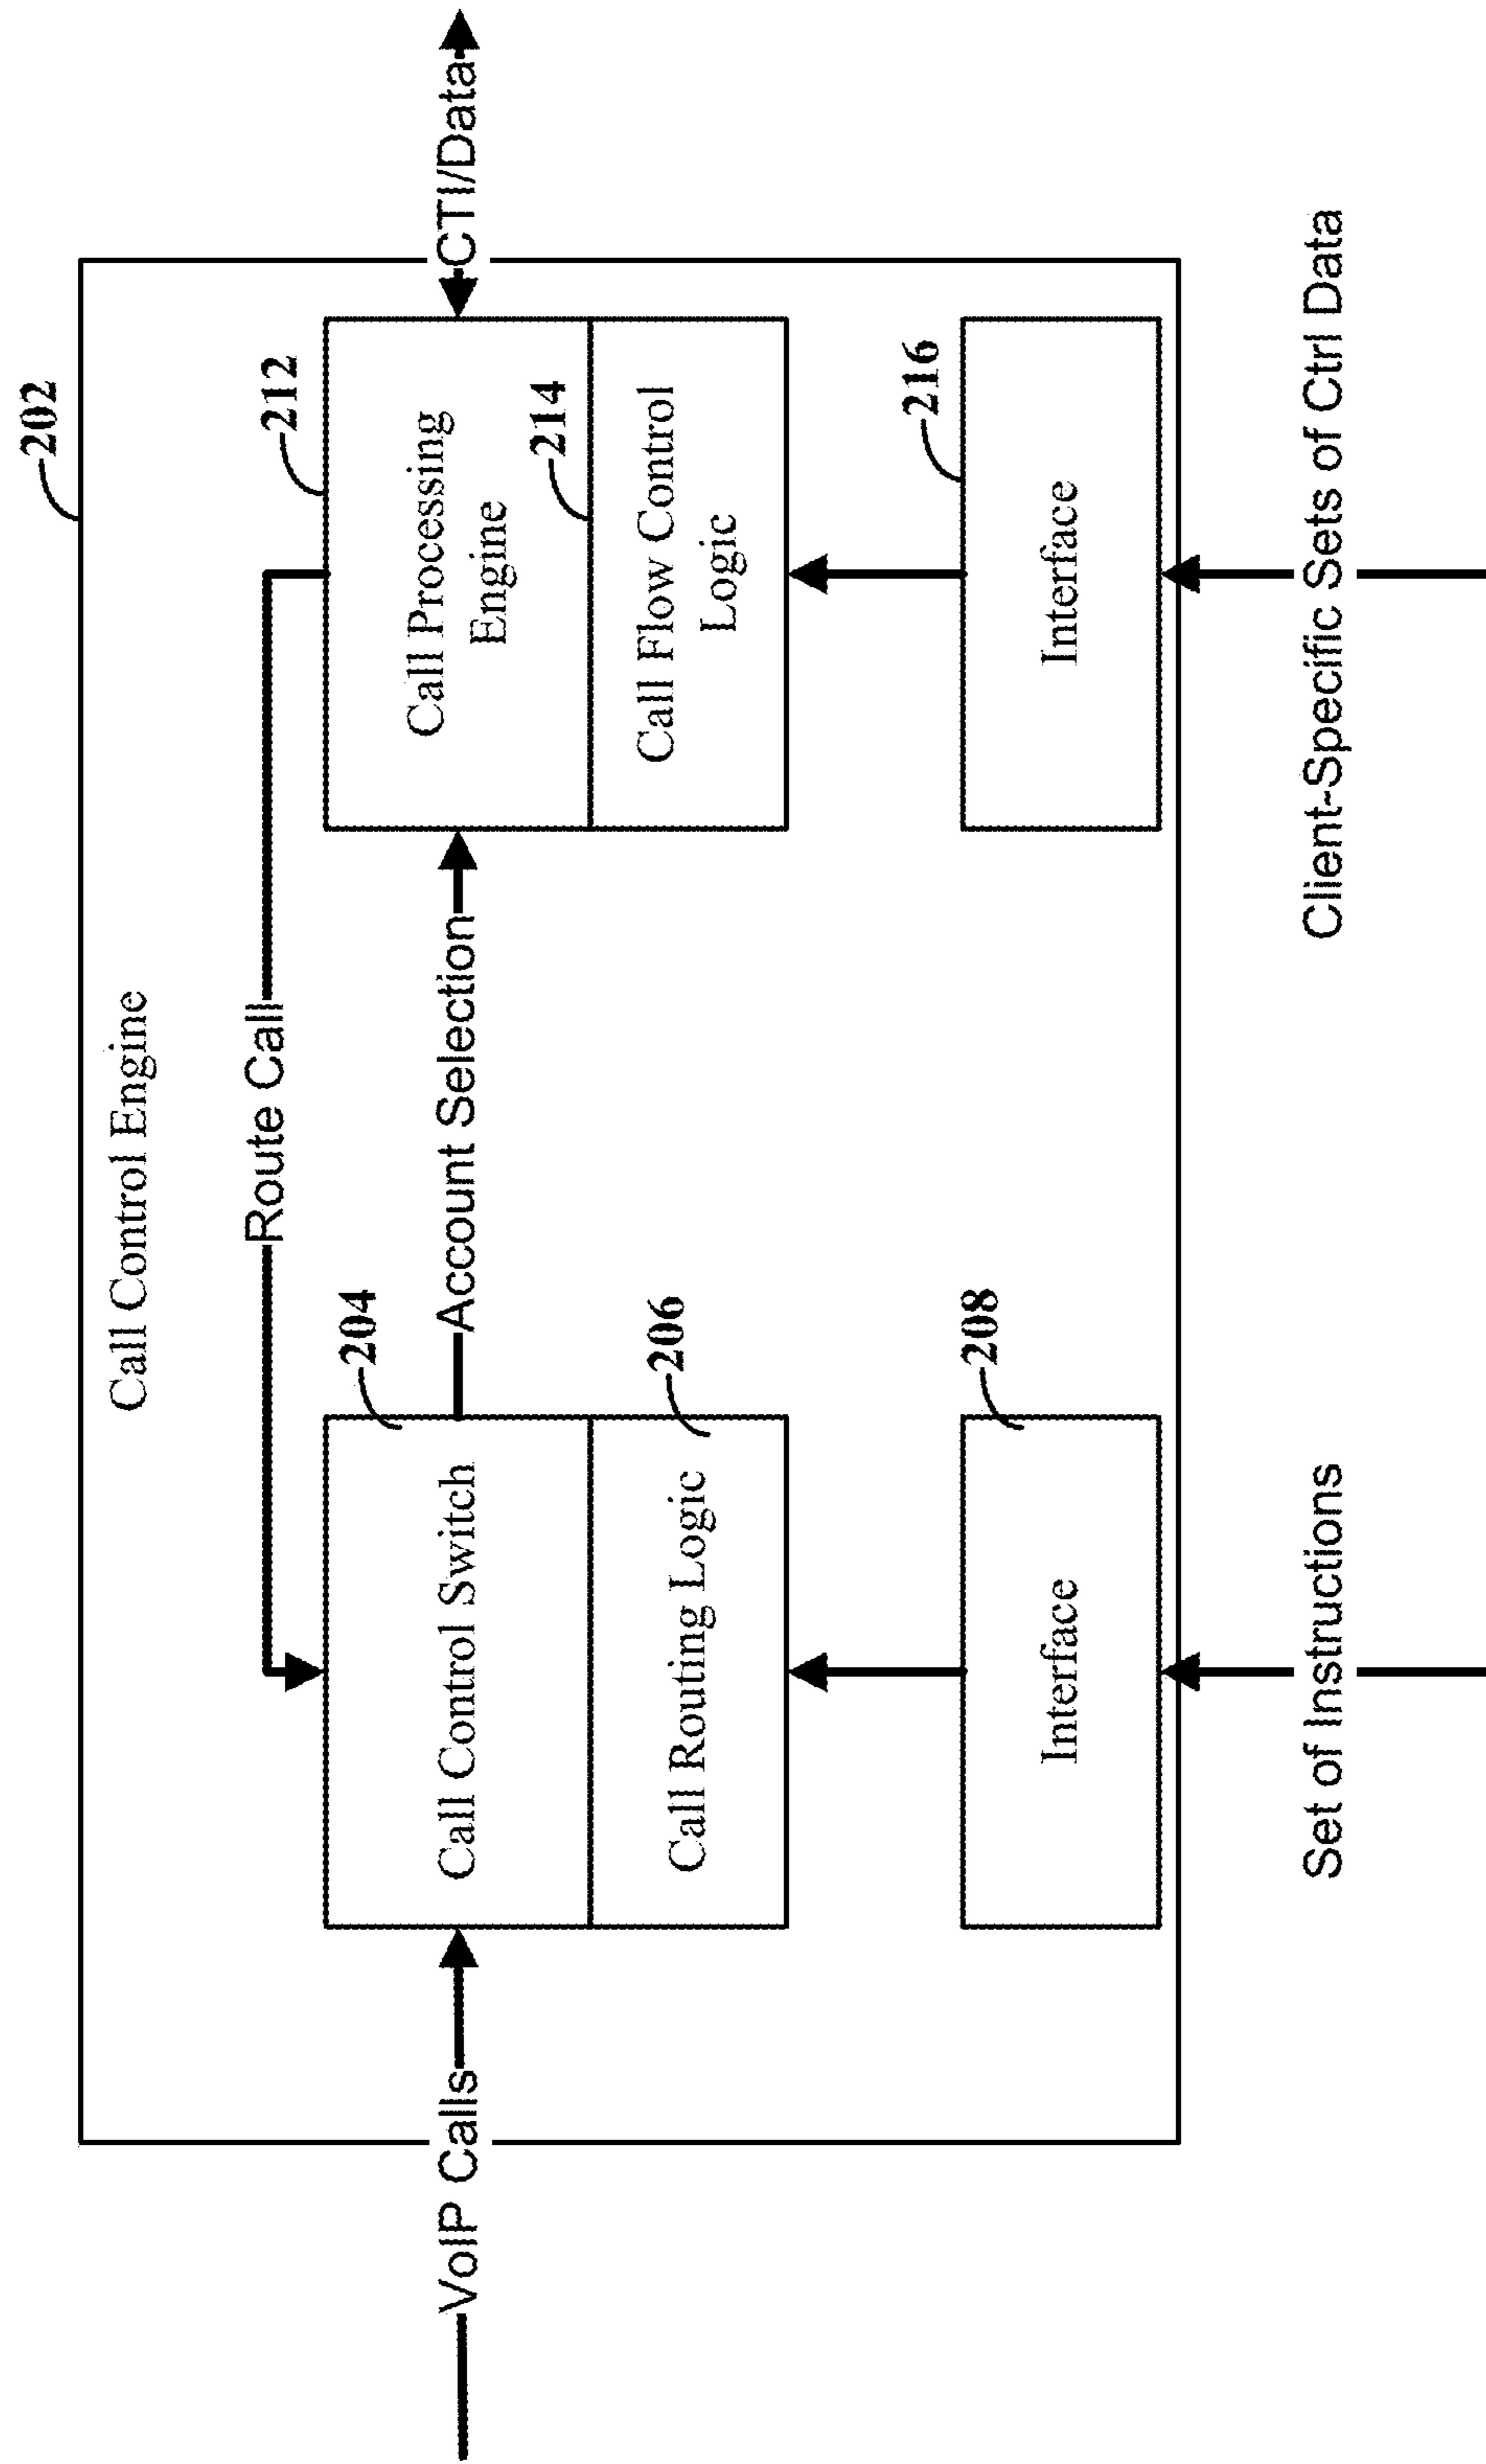 202
Call Control Engine
Route Call
204
212
VoIP Calls
Call Control Switch
Account Selection
Call Processing
Engine
CTI/Data
206
214
Call Routing Logic
Call Flow Control
Logic
208
216
Interface
Interface
Set of Instructions
Client-Specific Sets of Ctrl Data